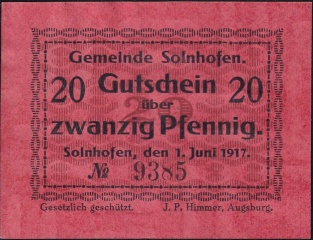 Gemeinde Solnhofen.
20 Gutschein 20
über
20
zwanzig Pfennig.
Solnhofen, den 1. Juni 1917.
№ 9385
Gesetzlich geschützt. J. P. Himmer, Augsburg.